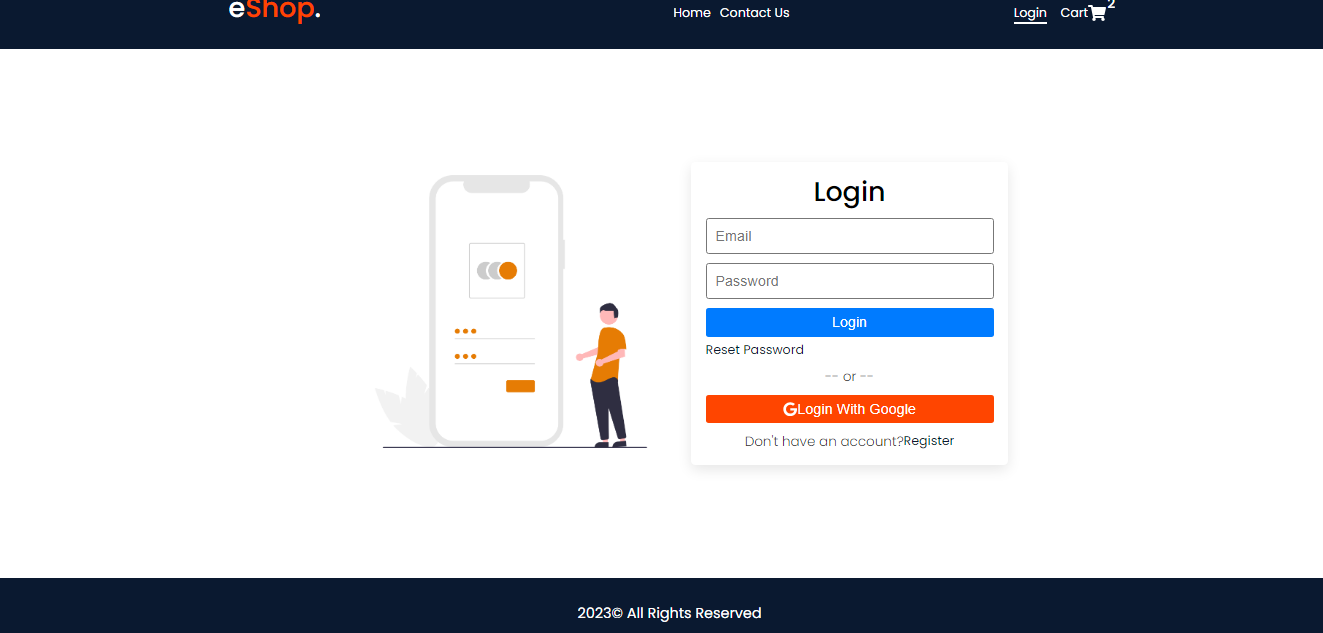 eShop.
Home Contact Us
Login Cart 2
Login
Email
Password
Login
Reset Password
-- or --
Login With Google
Don't have an account?Register
2023© All Rights Reserved